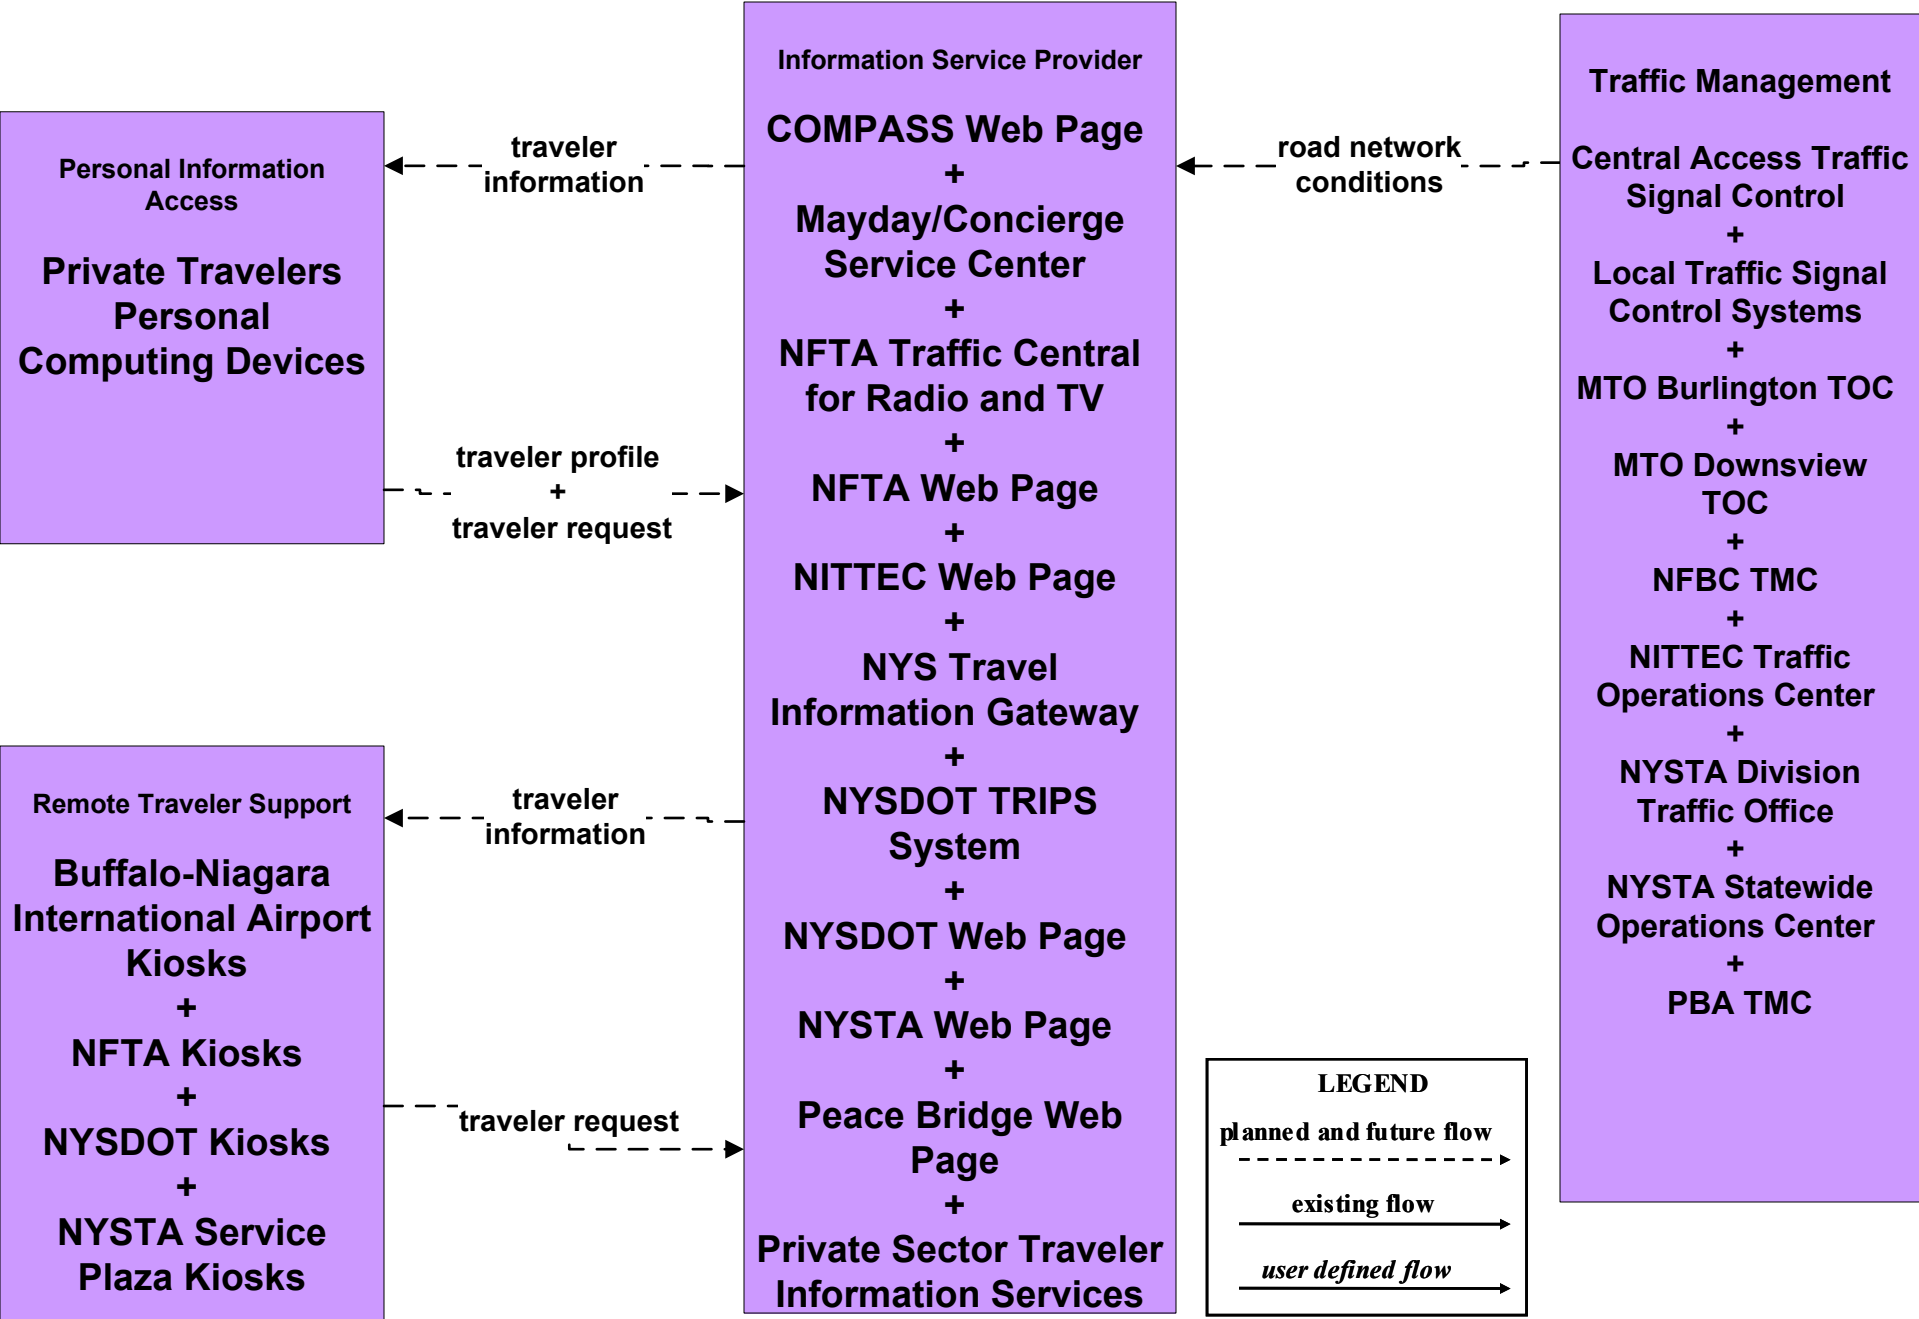 Personal Information
Access
Private Travelers
Personal
Computing Devices
traveler
information
traveler profile
+
traveler request
Remote Traveler Support
Buffalo-Niagara
International Airport
Kiosks
+
NFTA Kiosks
+
NYSDOT Kiosks
+
NYSTA Service
Plaza Kiosks
traveler
information
traveler request
Information Service Provider
COMPASS Web Page
+
Mayday/Concierge
Service Center
+
NFTA Traffic Central
for Radio and TV
+
NFTA Web Page
+
NITTEC Web Page
+
NYS Travel
Information Gateway
+
NYSDOT TRIPS
System
+
NYSDOT Web Page
+
NYSTA Web Page
+
Peace Bridge Web
Page
+
Private Sector Traveler
Information Services
road network
conditions
Traffic Management
Central Access Traffic
Signal Control
+
Local Traffic Signal
Control Systems
+
MTO Burlington TOC
+
MTO Downsview
TOC
+
NFBC TMC
+
NITTEC Traffic
Operations Center
+
NYSTA Division
Traffic Office
+
NYSTA Statewide
Operations Center
+
PBA TMC
LEGEND
planned and future flow
existing flow
user defined flow